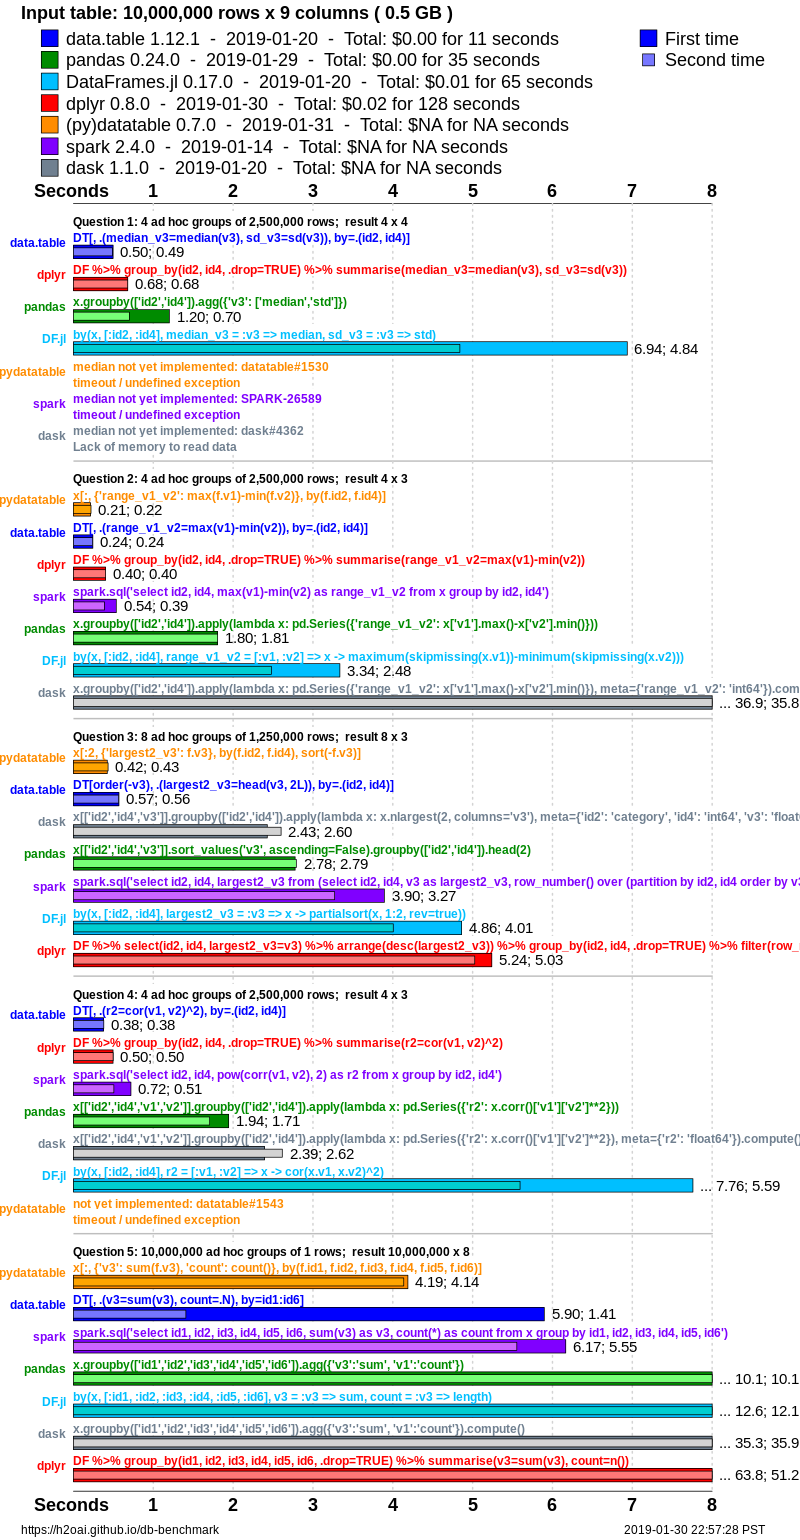 Input table: 10,000,000 rows x 9 columns ( 0.5 GB )
data.table 1.12.1 - 2019-01-20 - Total: $0.00 for 11 seconds
First time
pandas 0.24.0 - 2019-01-29 - Total: $0.00 for 35 seconds
Second time
DataFrames.jl 0.17.0 - 2019-01-20 - Total: $0.01 for 65 seconds
dplyr 0.8.0 - 2019-01-30 - Total: $0.02 for 128 seconds
(py)datatable 0.7.0 - 2019-01-31 - Total: $NA for NA seconds
spark 2.4.0 - 2019-01-14 - Total: $NA for NA seconds
dask 1.1.0 - 2019-01-20 - Total: $NA for NA seconds
Seconds 1 2 3 4 5 6 7 8
Question 1: 4 ad hoc groups of 2,500,000 rows; result 4 x 4
DT[, .(median_v3=median(v3), sd_v3=sd(v3)), by=.(id2, id4)]
data.table 0.50; 0.49
DF %>% group_by(id2, id4, .drop=TRUE) %>% summarise(median_v3=median(v3), sd_v3=sd(v3))
dplyr 0.68; 0.68
x.groupby(['id2','id4']).agg({'v3': ['median','std']})
pandas 1.20; 0.70
by(x, [:id2, :id4], median_v3 = :v3 => median, sd_v3 = :v3 => std)
DF.jl 6.94; 4.84
median not yet implemented: datatable#1530
pydatatable
timeout / undefined exception
median not yet implemented: SPARK-26589
spark
timeout / undefined exception
median not yet implemented: dask#4362
dask
Lack of memory to read data
Question 2: 4 ad hoc groups of 2,500,000 rows; result 4 x 3
x[:, {'range_v1_v2': max(f.v1)-min(f.v2)}, by(f.id2, f.id4)]
pydatatable 0.21; 0.22
DT[, .(range_v1_v2=max(v1)-min(v2)), by=.(id2, id4)]
data.table 0.24; 0.24
DF %>% group_by(id2, id4, .drop=TRUE) %>% summarise(range_v1_v2=max(v1)-min(v2))
dplyr 0.40; 0.40
spark.sql('select id2, id4, max(v1)-min(v2) as range_v1_v2 from x group by id2, id4')
spark 0.54; 0.39
x.groupby(['id2','id4']).apply(lambda x: pd.Series({'range_v1_v2': x['v1'].max()-x['v2'].min()}))
pandas 1.80; 1.81
by(x, [:id2, :id4], range_v1_v2 = [:v1, :v2] => x -> maximum(skipmissing(x.v1))-minimum(skipmissing(x.v2)))
DF.jl 3.34; 2.48
x.groupby(['id2','id4']).apply(lambda x: pd.Series({'range_v1_v2': x['v1'].max()-x['v2'].min()}), meta={'range_v1_v2': 'int64'}).com
dask ... 36.9; 35.8
Question 3: 8 ad hoc groups of 1,250,000 rows; result 8 x 3
x[:2, {'largest2_v3': f.v3}, by(f.id2, f.id4), sort(-f.v3)]
pydatatable 0.42; 0.43
DT[order(-v3), .(largest2_v3=head(v3, 2L)), by=.(id2, id4)]
data.table 0.57; 0.56
x[['id2','id4','v3']].groupby(['id2','id4']).apply(lambda x: x.nlargest(2, columns='v3'), meta={'id2': 'category', 'id4': 'int64', 'v3': 'float
dask 2.43; 2.60
x[['id2','id4','v3']].sort_values('v3', ascending=False).groupby(['id2','id4']).head(2)
pandas 2.78; 2.79
spark.sql('select id2, id4, largest2_v3 from (select id2, id4, v3 as largest2_v3, row_number() over (partition by id2, id4 order by v3
spark 3.90; 3.27
by(x, [:id2, :id4], largest2_v3 = :v3 => x -> partialsort(x, 1:2, rev=true))
DF.jl 4.86; 4.01
DF %>% select(id2, id4, largest2_v3=v3) %>% arrange(desc(largest2_v3)) %>% group_by(id2, id4, .drop=TRUE) %>% filter(row_
dplyr 5.24; 5.03
Question 4: 4 ad hoc groups of 2,500,000 rows; result 4 x 3
DT[, .(r2=cor(v1, v2)^2), by=.(id2, id4)]
data.table 0.38; 0.38
DF %>% group_by(id2, id4, .drop=TRUE) %>% summarise(r2=cor(v1, v2)^2)
dplyr 0.50; 0.50
spark.sql('select id2, id4, pow(corr(v1, v2), 2) as r2 from x group by id2, id4')
spark 0.72; 0.51
x[['id2','id4','v1','v2']].groupby(['id2','id4']).apply(lambda x: pd.Series({'r2': x.corr()['v1']['v2']**2}))
pandas 1.94; 1.71
x[['id2','id4','v1','v2']].groupby(['id2','id4']).apply(lambda x: pd.Series({'r2': x.corr()['v1']['v2']**2}), meta={'r2': 'float64'}).compute()
dask 2.39; 2.62
by(x, [:id2, :id4], r2 = [:v1, :v2] => x -> cor(x.v1, x.v2)^2)
DF.jl ... 7.76; 5.59
not yet implemented: datatable#1543
pydatatable
timeout / undefined exception
Question 5: 10,000,000 ad hoc groups of 1 rows; result 10,000,000 x 8
x[:, {'v3': sum(f.v3), 'count': count()}, by(f.id1, f.id2, f.id3, f.id4, f.id5, f.id6)]
pydatatable 4.19; 4.14
DT[, .(v3=sum(v3), count=.N), by=id1:id6]
data.table 5.90; 1.41
spark.sql('select id1, id2, id3, id4, id5, id6, sum(v3) as v3, count(*) as count from x group by id1, id2, id3, id4, id5, id6')
spark 6.17; 5.55
x.groupby(['id1','id2','id3','id4','id5','id6']).agg({'v3':'sum', 'v1':'count'})
pandas ... 10.1; 10.1
by(x, [:id1, :id2, :id3, :id4, :id5, :id6], v3 = :v3 => sum, count = :v3 => length)
DF.jl ... 12.6; 12.1
x.groupby(['id1','id2','id3','id4','id5','id6']).agg({'v3':'sum', 'v1':'count'}).compute()
dask ... 35.3; 35.9
DF %>% group_by(id1, id2, id3, id4, id5, id6, .drop=TRUE) %>% summarise(v3=sum(v3), count=n())
dplyr ... 63.8; 51.2
Seconds 1 2 3 4 5 6 7 8
https://h2oai.github.io/db-benchmark
2019-01-30 22:57:28 PST